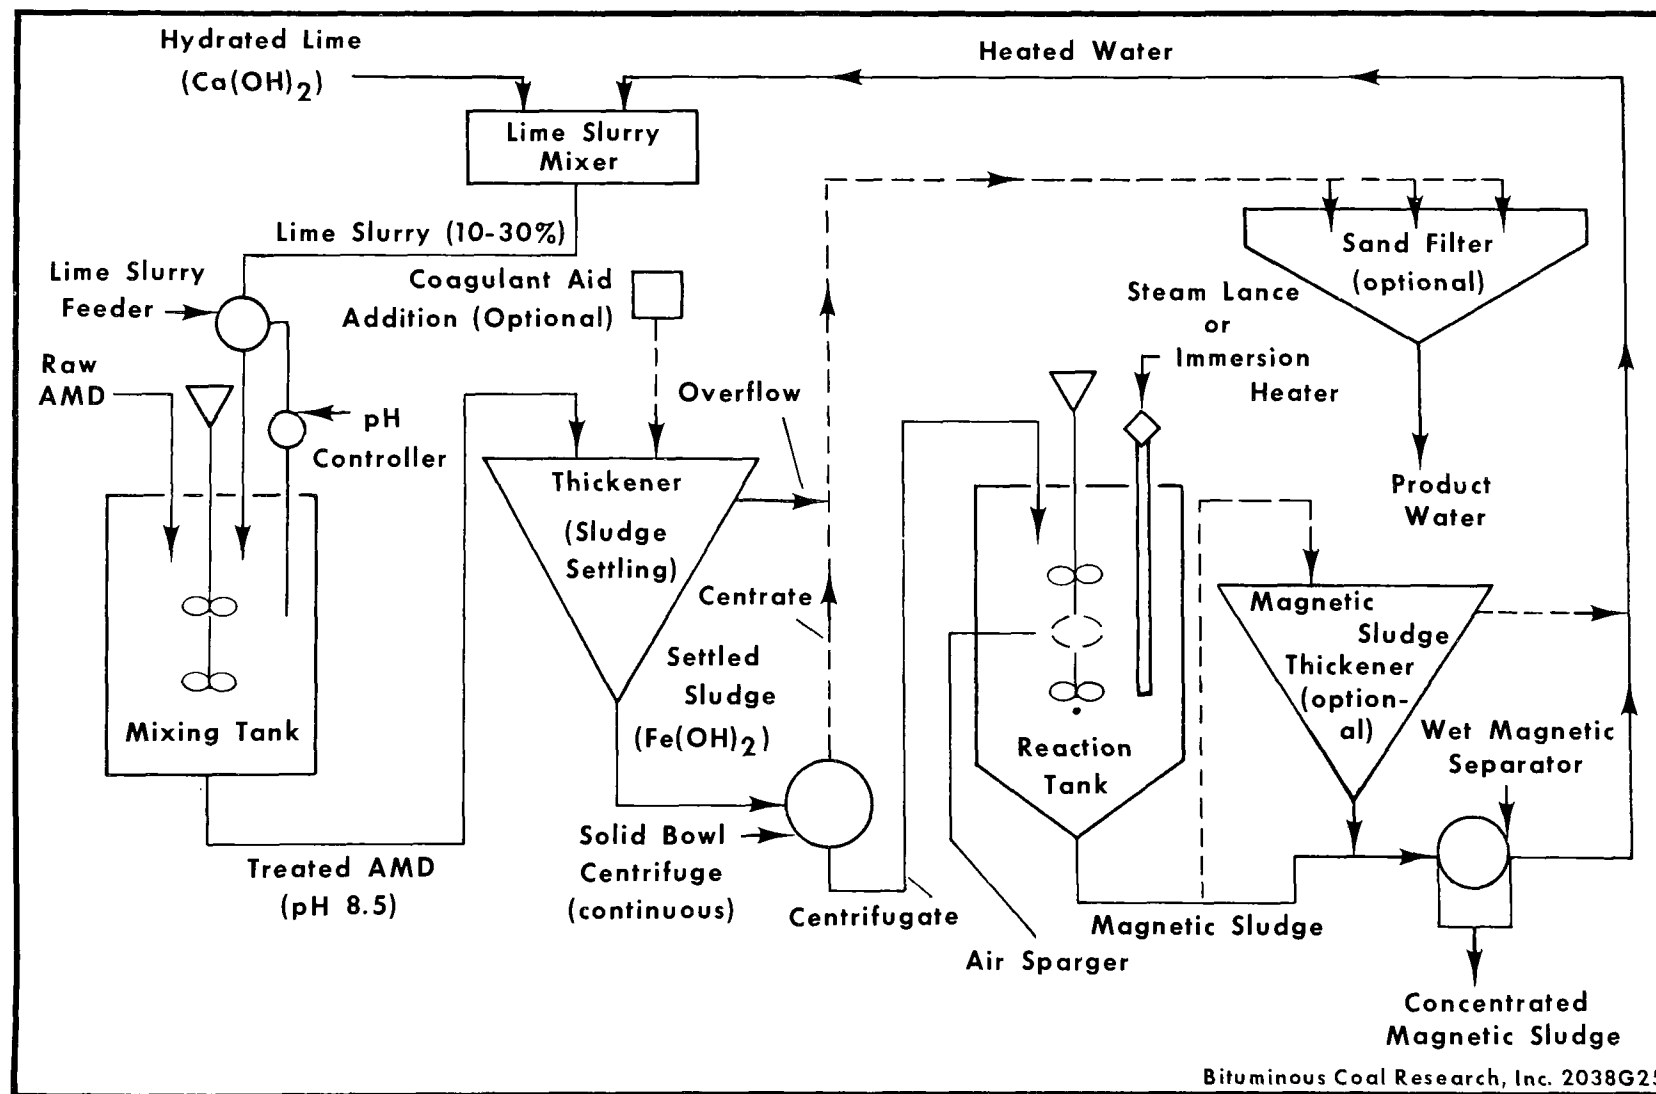 Hydrated Lime
(Ca(OH)2)
Heated Water
Lime Slurry
Mixer
Lime Slurry (10-30%)
Lime Slurry
Feeder
Coagulant Aid
Addition (Optional)
Raw
AMD
pH
Controller
Mixing Tank
Treated AMD
(pH 8.5)
Thickener
(Sludge
Settling)
Overflow
Centrate
Settled
Sludge
(Fe(OH)2)
Solid Bowl
Centrifuge
(continuous)
Centrifugate
Steam Lance
or
Immersion
Heater
Sand Filter
(optional)
Product
Water
Reaction
Tank
Air Sparger
Magnetic Sludge
Magnetic
Sludge
Thickener
(option-
al)
Wet Magnetic
Separator
Concentrated
Magnetic Sludge
Bituminous Coal Research, Inc. 2038G25